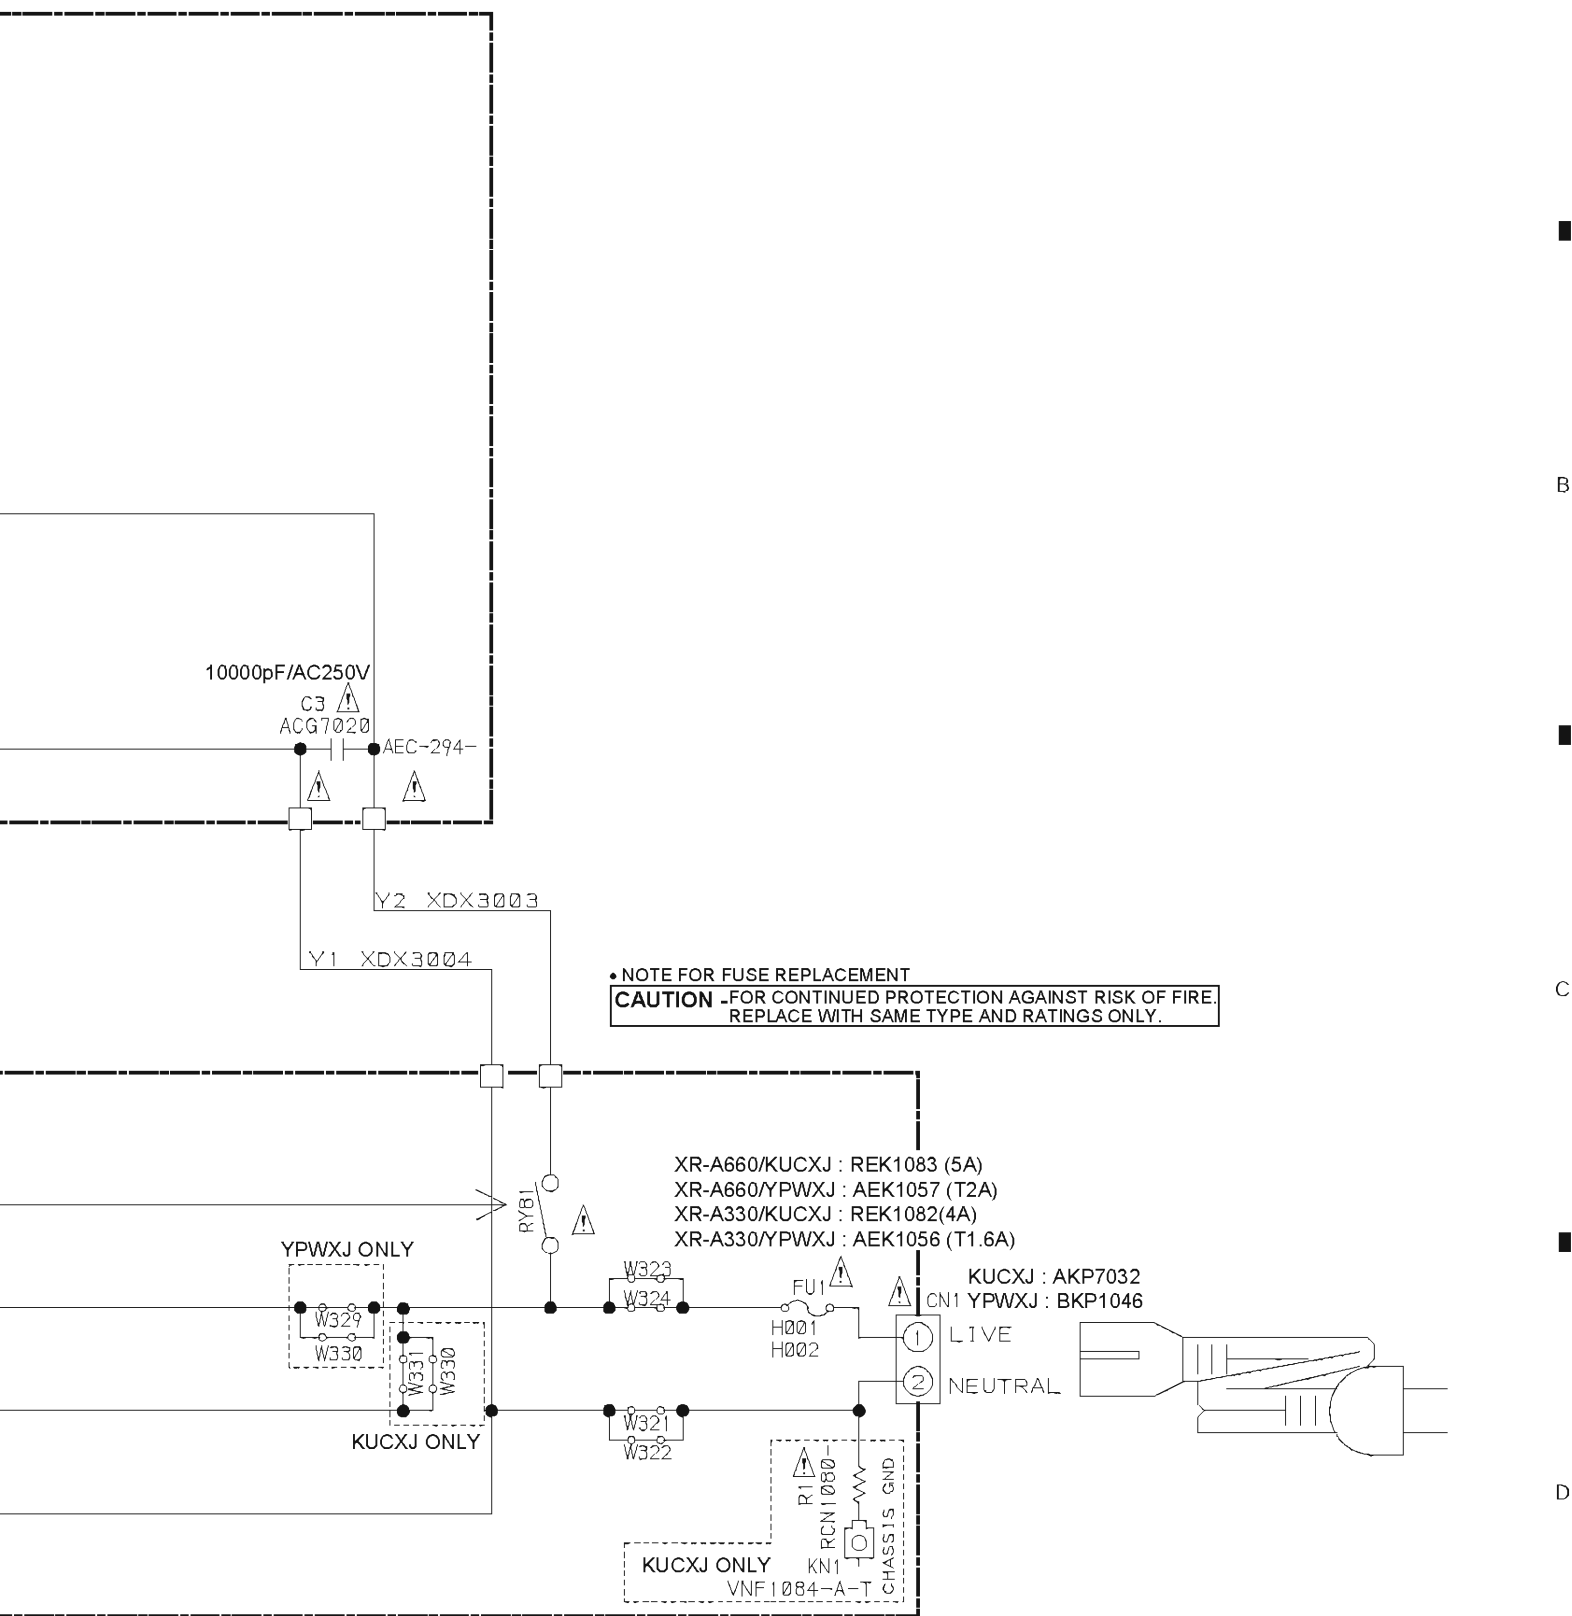 B
10000pF/AC250V
C3
ACG7020
AEC-294-
Y2 XDX3003
Y1 XDX3004
• NOTE FOR FUSE REPLACEMENT
CAUTION -FOR CONTINUED PROTECTION AGAINST RISK OF FIRE.
REPLACE WITH SAME TYPE AND RATINGS ONLY.
C
XR-A660/KUCXJ : REK1083 (5A)
XR-A660/YPWXJ : AEK1057 (T2A)
XR-A330/KUCXJ : REK1082(4A)
XR-A330/YPWXJ : AEK1056 (T1.6A)
RY81
YPWXJ ONLY
W323
W324
FU1
H001
H002
KUCXJ : AKP7032
CN1 YPWXJ : BKP1046
1 LIVE
2 NEUTRAL
W329
W330
W331
W330
KUCXJ ONLY
W321
W322
R1
RCN1080-
CHASSIS GND
KUCXJ ONLY
KN1
VNF1084-A-T
D